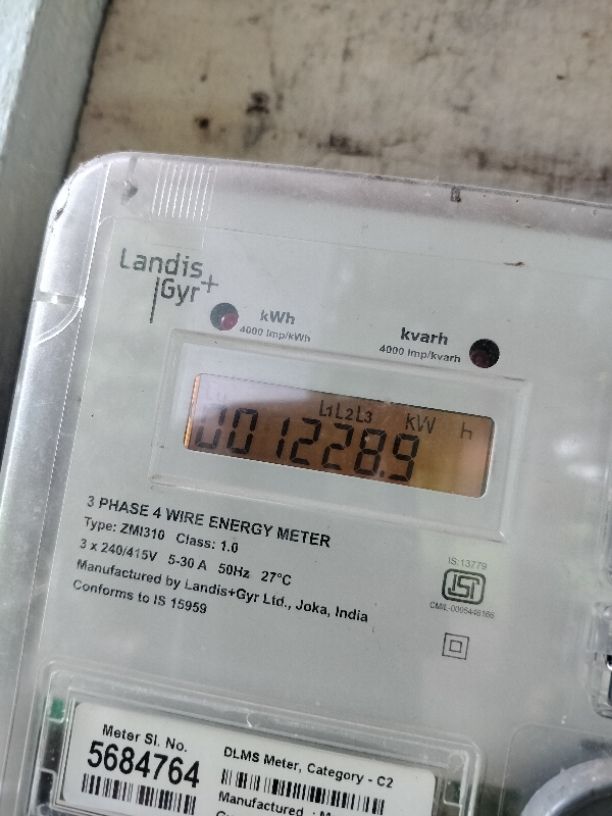 Landis
Gyr+
kWh
4000 Imp/kWh
kvarh
4000 Imp/kvarh
L1L2L3 kW h
001228.9
3 PHASE 4 WIRE ENERGY METER
Type: ZMI310 Class: 1.0
3 x 240/415V 5-30 A 50Hz 27°C
Manufactured by Landis+Gyr Ltd., Joka, India
Conforms to IS 15959
IS:13779
ISI
Meter Sl. No.
5684764
DLMS Meter, Category - C2
Manufactured :